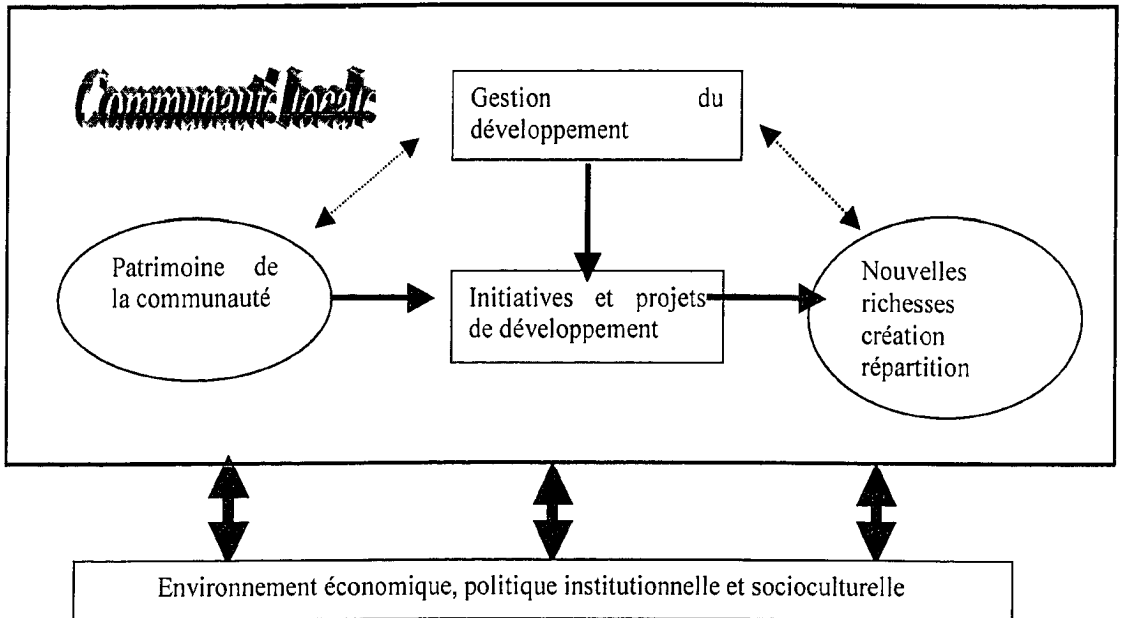 Communauté locale
Gestion du
développement
Patrimoine de
la communauté
Initiatives et projets
de développement
Nouvelles
richesses
création
répartition
Environnement économique, politique institutionnelle et socioculturelle